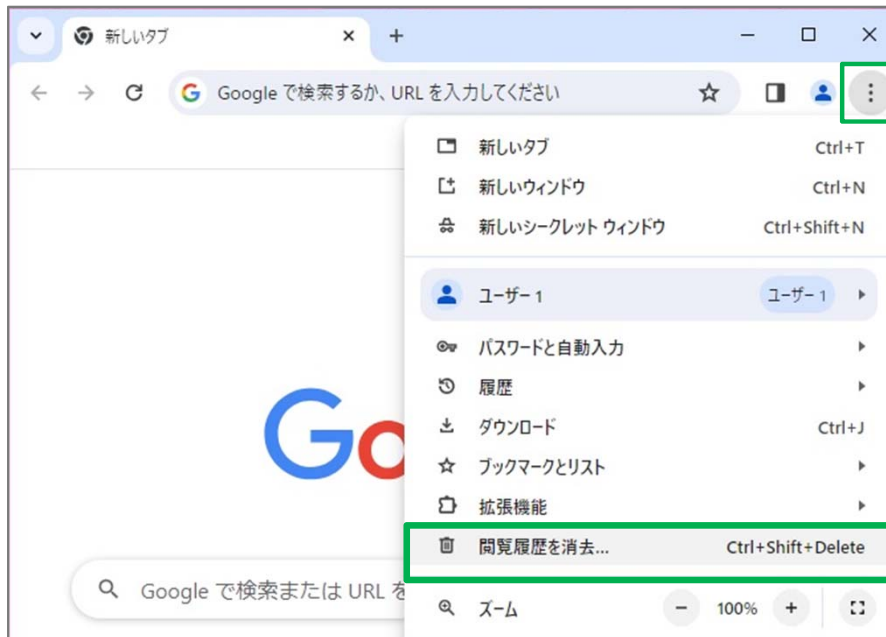 新しいタブ
Google で検索するか、URL を入力してください
新しいタブ Ctrl+T
新しいウィンドウ Ctrl+N
新しいシークレット ウィンドウ Ctrl+Shift+N
ユーザー 1 ユーザー 1
パスワードと自動入力
履歴
ダウンロード Ctrl+J
ブックマークとリスト
拡張機能
閲覧履歴を消去... Ctrl+Shift+Delete
ズーム − 100% +
Go
Google で検索または URL を